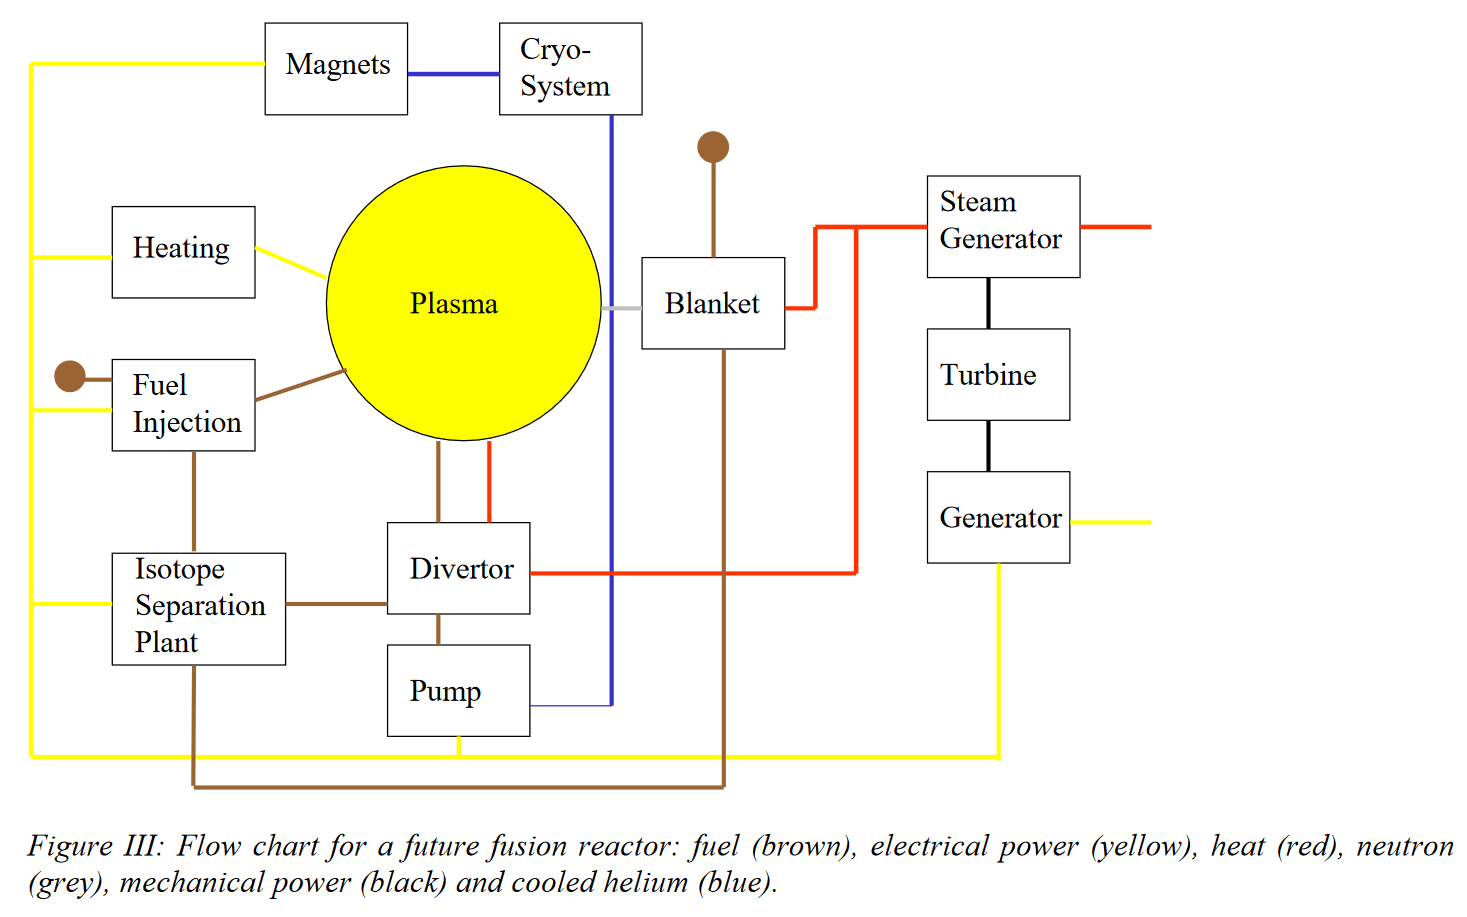 Magnets
Cryo-
System
Steam
Generator
Heating
Plasma
Blanket
Fuel
Injection
Turbine
Generator
Isotope
Separation
Plant
Divertor
Pump
Figure III: Flow chart for a future fusion reactor: fuel (brown), electrical power (yellow), heat (red), neutron
(grey), mechanical power (black) and cooled helium (blue).